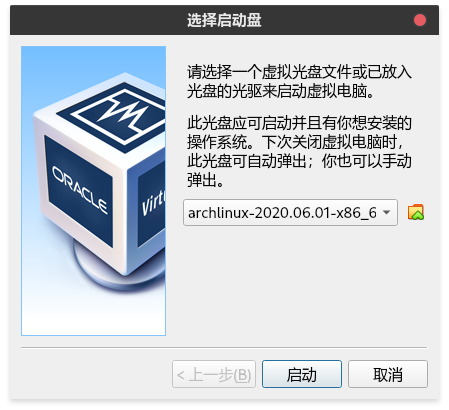 选择启动盘
请选择一个虚拟光盘文件或已放入
光盘的光驱来启动虚拟电脑。
此光盘应可启动并且有你想安装的
操作系统。下次关闭虚拟电脑时，
此光盘可自动弹出；你也可以手动
弹出。
ORACLE
Virtu
archlinux-2020.06.01-x86_6
< 上一步(B)
启动
取消